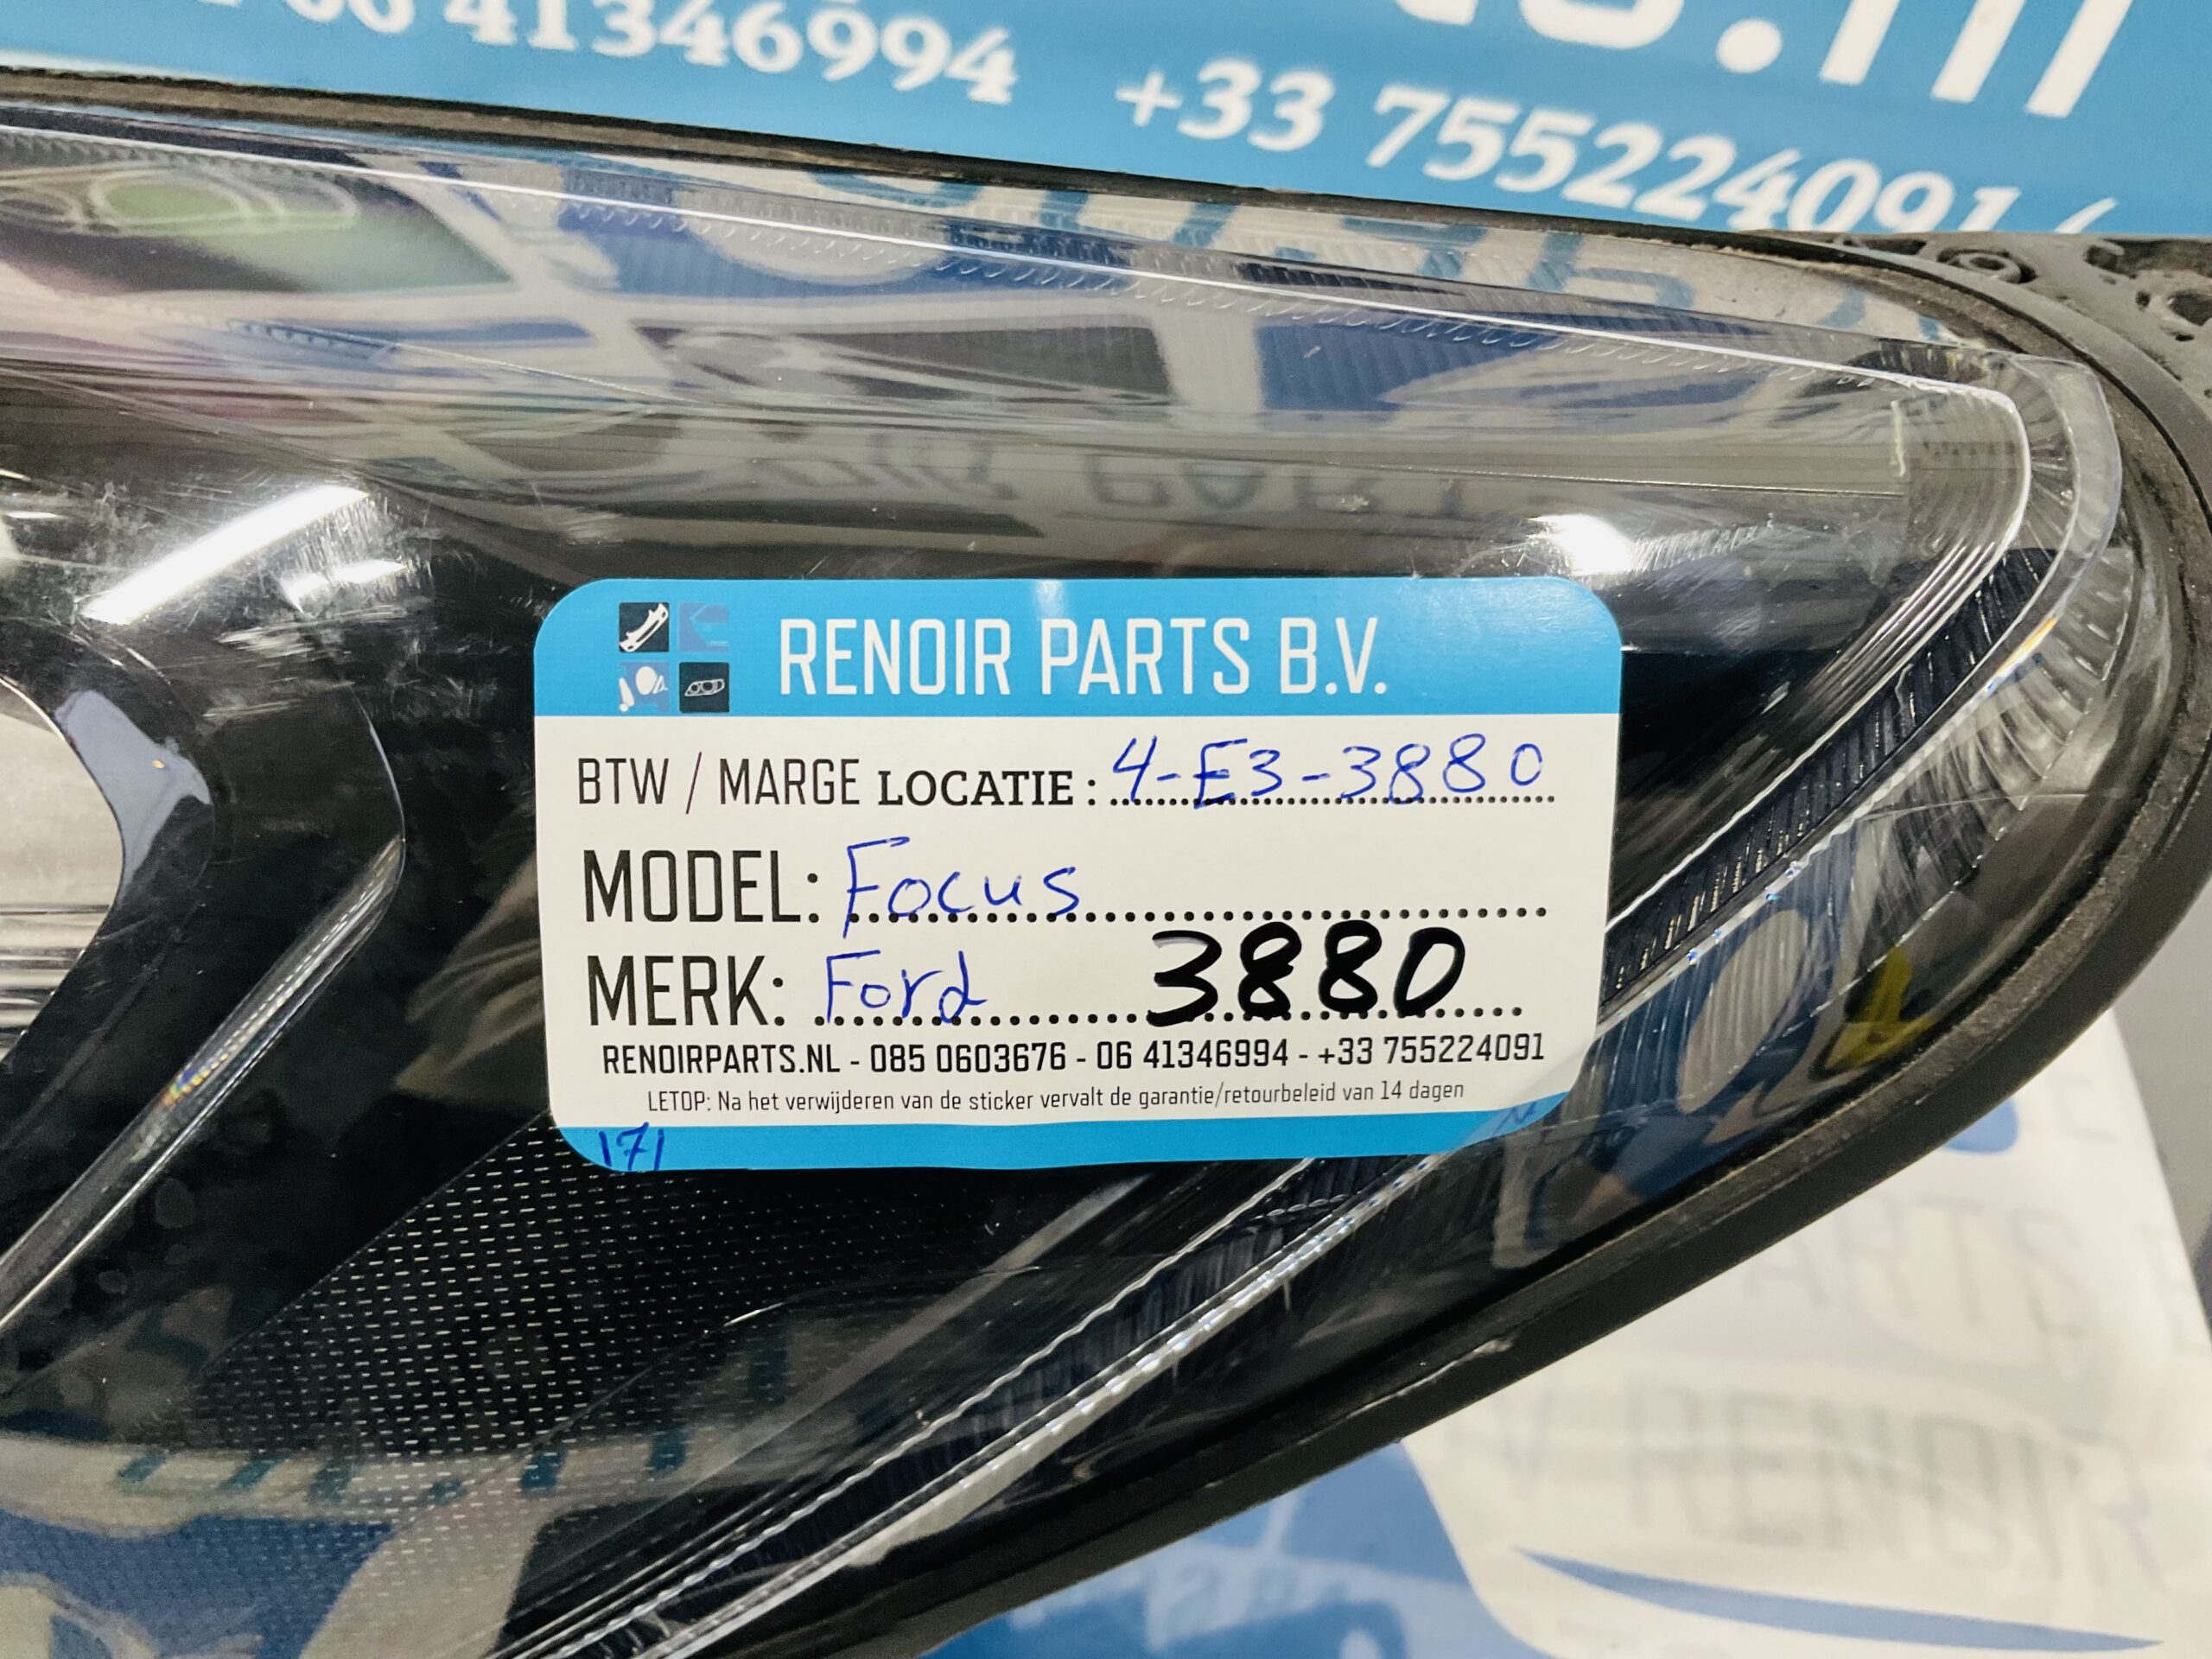 41346994 +33 755224091
RENOIR PARTS B.V.
BTW / MARGE LOCATIE : 4-E3-3880
MODEL: Focus
MERK: Ford 3880
RENOIRPARTS.NL - 085 0603676 - 06 41346994 - +33 755224091
LETOP: Na het verwijderen van de sticker vervalt de garantie/retourbeleid van 14 dagen
171
RENOIR